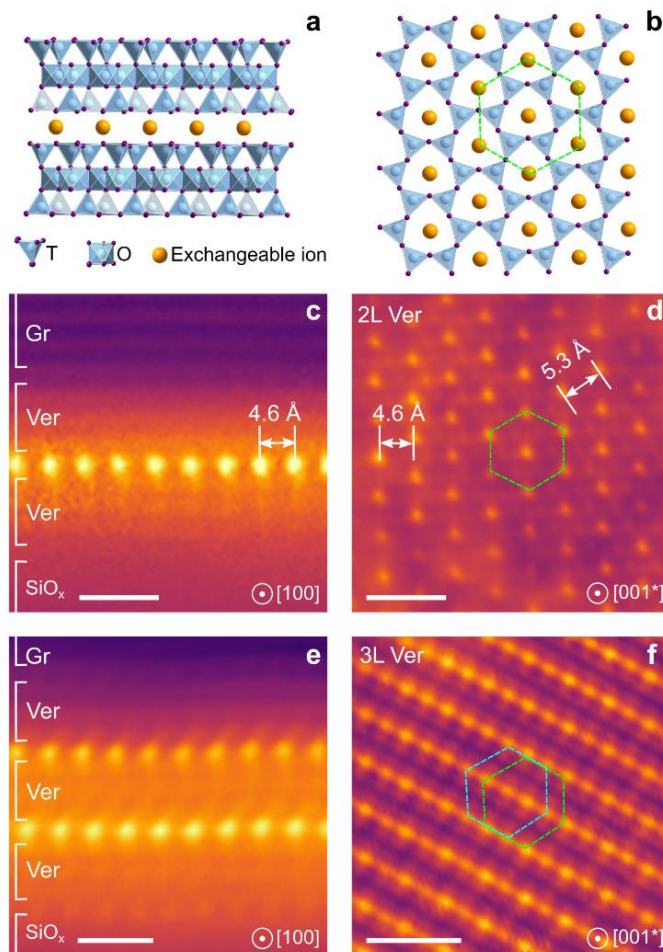 a
b
T
O
Exchangeable ion
c
Gr
Ver
4.6 Å
Ver
SiOₓ
[100]
2L Ver
d
5.3 Å
4.6 Å
[001*]
e
Gr
Ver
Ver
Ver
SiOₓ
[100]
3L Ver
f
[001*]